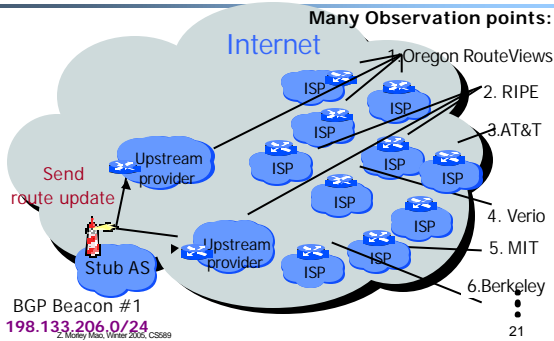 Many Observation points:
Internet
1.Oregon RouteViews
ISP
ISP
2. RIPE
ISP
3.AT&T
Upstream
provider
ISP
ISP
ISP
Send
route update
ISP
4. Verio
ISP
Upstream
provider
5. MIT
Stub AS
ISP
ISP
6.Berkeley
BGP Beacon #1
198.133.206.0/24
Z. Morley Mao, Winter 2005, CS589
21